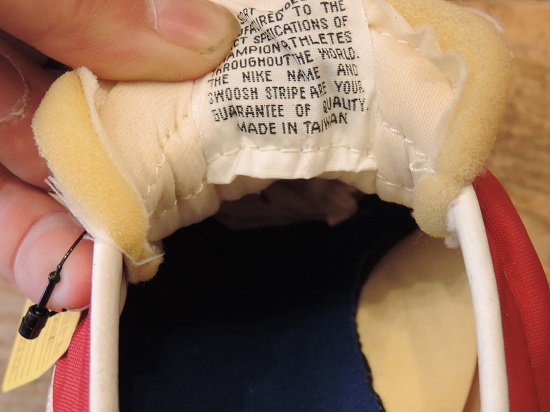 TO THE
SPECIFICATIONS OF
CHAMPION ATHLETES
THROUGHOUT THE WORLD.
THE NIKE NAME AND
SWOOSH STRIPE ARE YOUR
GUARANTEE OF QUALITY.
MADE IN TAIWAN